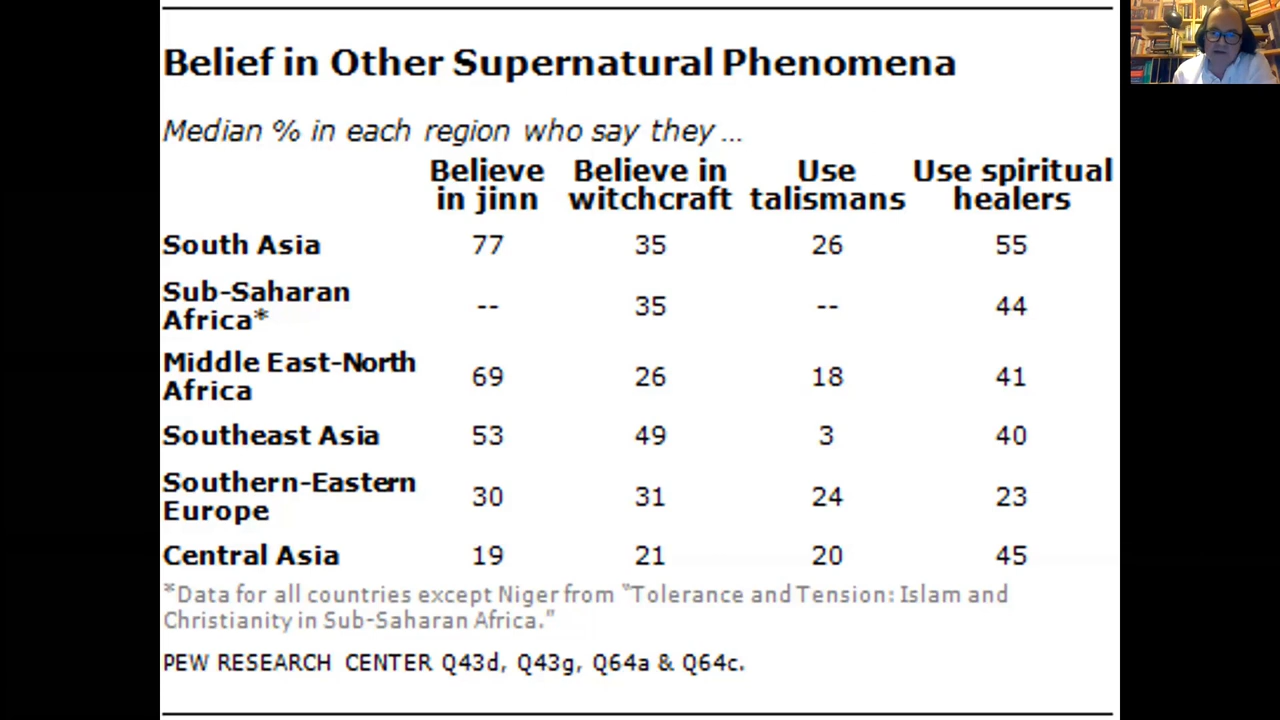 Belief in Other Supernatural Phenomena
Median % in each region who say they ...
Believe in jinn Believe in witchcraft Use talismans Use spiritual healers
South Asia 77 35 26 55
Sub-Saharan Africa* -- 35 -- 44
Middle East-North Africa 69 26 18 41
Southeast Asia 53 49 3 40
Southern-Eastern Europe 30 31 24 23
Central Asia 19 21 20 45
*Data for all countries except Niger from "Tolerance and Tension: Islam and
Christianity in Sub-Saharan Africa."
PEW RESEARCH CENTER Q43d, Q43g, Q64a & Q64c.